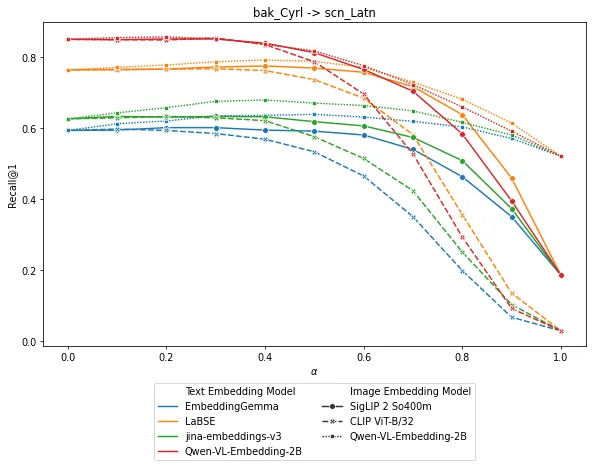 bak_Cyrl -> scn_Latn
Recall@1
0.8
0.6
0.4
0.2
0.0
0.0 0.2 0.4 0.6 0.8 1.0
α
Text Embedding Model
EmbeddingGemma
LaBSE
jina-embeddings-v3
Qwen-VL-Embedding-2B
Image Embedding Model
SigLIP 2 So400m
CLIP ViT-B/32
Qwen-VL-Embedding-2B